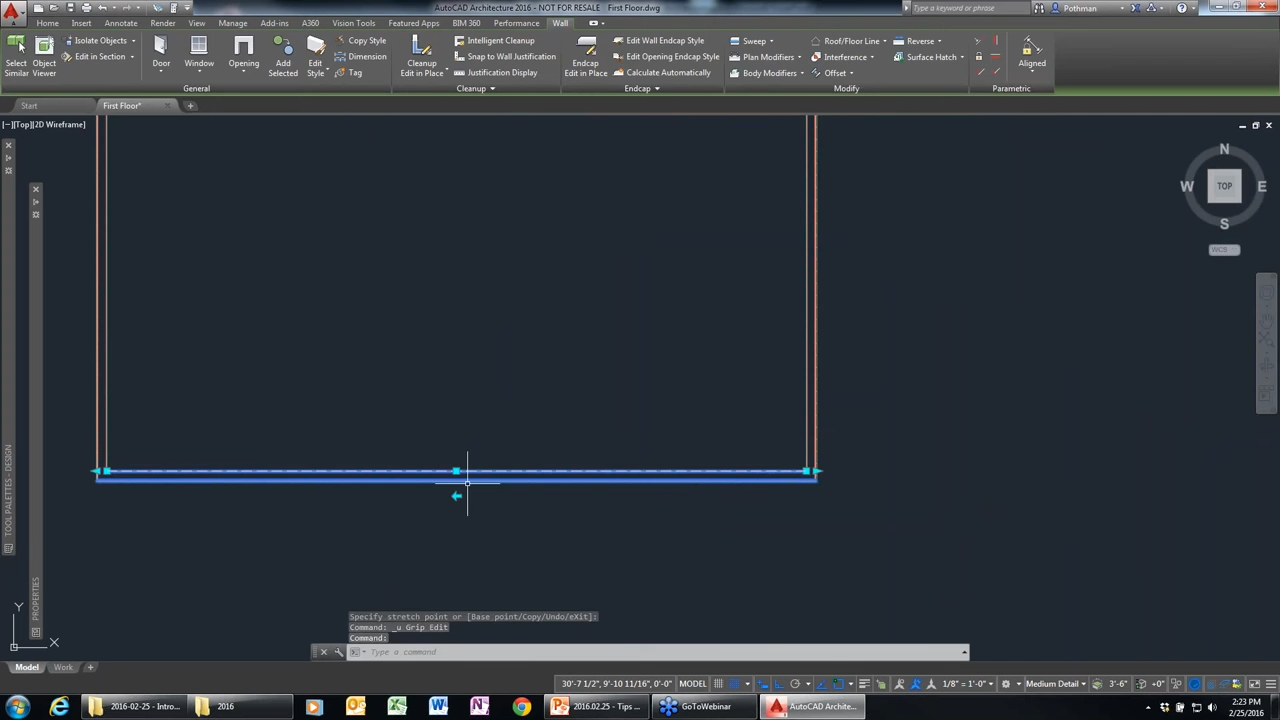 AutoCAD Architecture 2016 - NOT FOR RESALE First Floor.dwg
Type a keyword or phrase
Pothman
Home Insert Annotate Render View Manage Add-ins A360 Vision Tools Featured Apps BIM 360 Performance Wall
Select Similar
Object Viewer
Isolate Objects
Edit in Section
General
Door
Window
Opening
Add Selected
Edit Style
Copy Style
Dimension
Tag
Cleanup Edit in Place
Intelligent Cleanup
Snap to Wall Justification
Justification Display
Cleanup
Endcap Edit in Place
Edit Wall Endcap Style
Edit Opening Endcap Style
Calculate Automatically
Endcap
Sweep
Plan Modifiers
Body Modifiers
Roof/Floor Line
Interference
Offset
Reverse
Surface Hatch
Modify
Aligned
Parametric
Start
First Floor*
[−][Top][2D Wireframe]
N
W TOP E
S
WCS
TOOL PALETTES - DESIGN
PROPERTIES
Y
X
Specify stretch point or [Base point/Copy/Undo/eXit]:
Command: _u Grip Edit
Command:
Type a command
Model Work
30'-7 1/2", 9'-10 11/16", 0'-0" MODEL 1/8" = 1'-0" Medium Detail 3'-6" +0"
2016-02-25 - Intro...
2016
2016.02.25 - Tips ...
GoToWebinar
AutoCAD Archite...
2:23 PM
2/25/2016